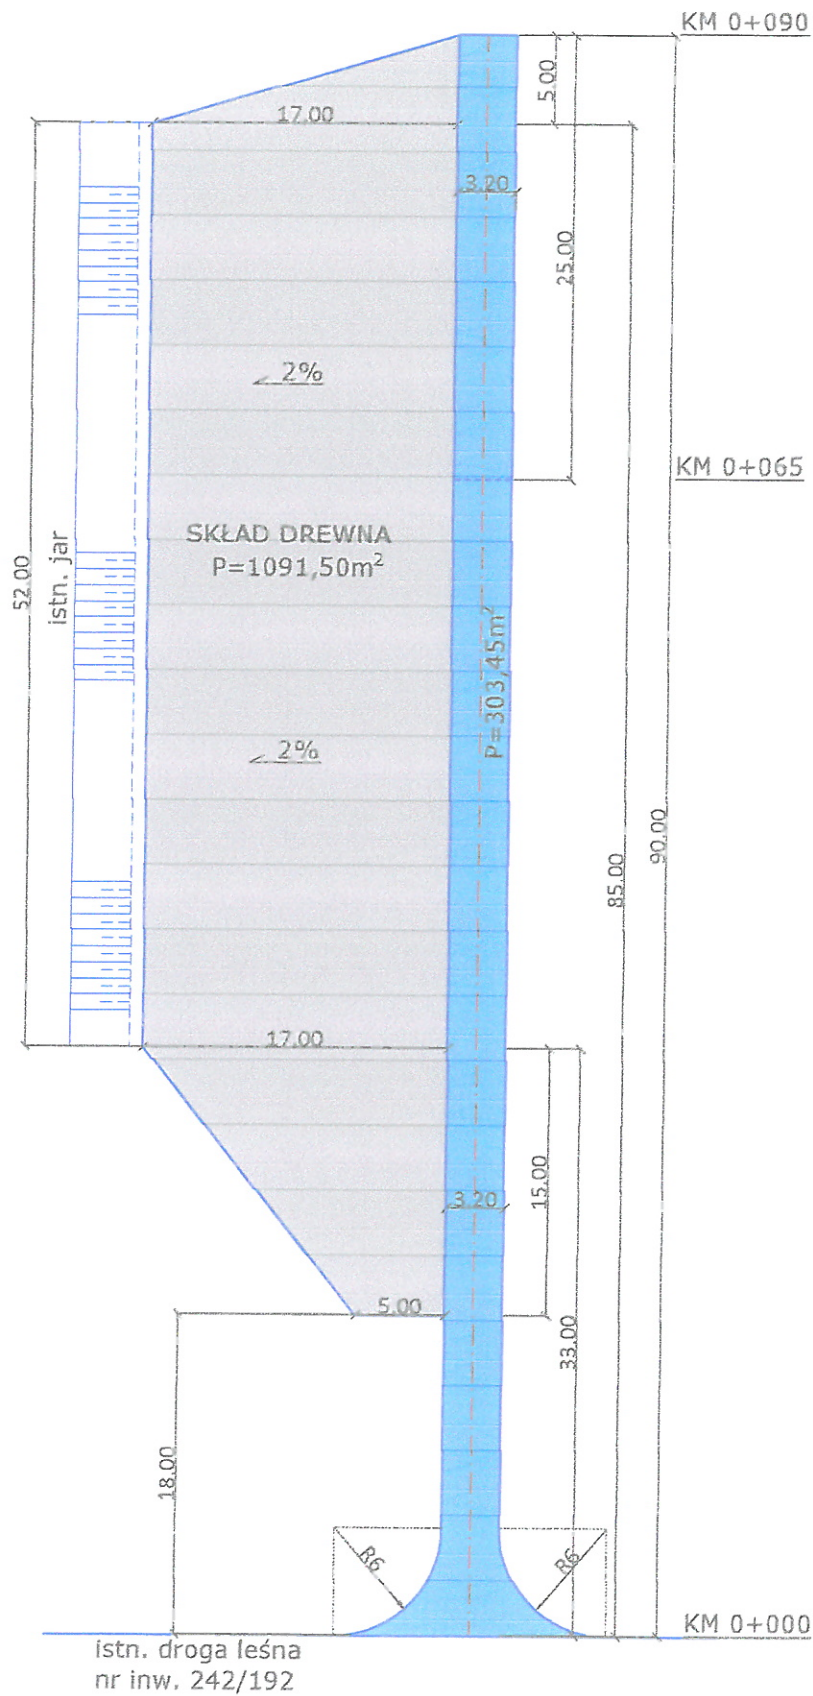 KM 0+090
5.00
17.00
3.20
25.00
2%
KM 0+065
SKŁAD DREWNA
P=1091,50m²
istn. jar
52.00
P=303,45m²
2%
90.00
85.00
17.00
15.00
3.20
5.00
33.00
18.00
R6
R6
KM 0+000
istn. droga leśna
nr inw. 242/192